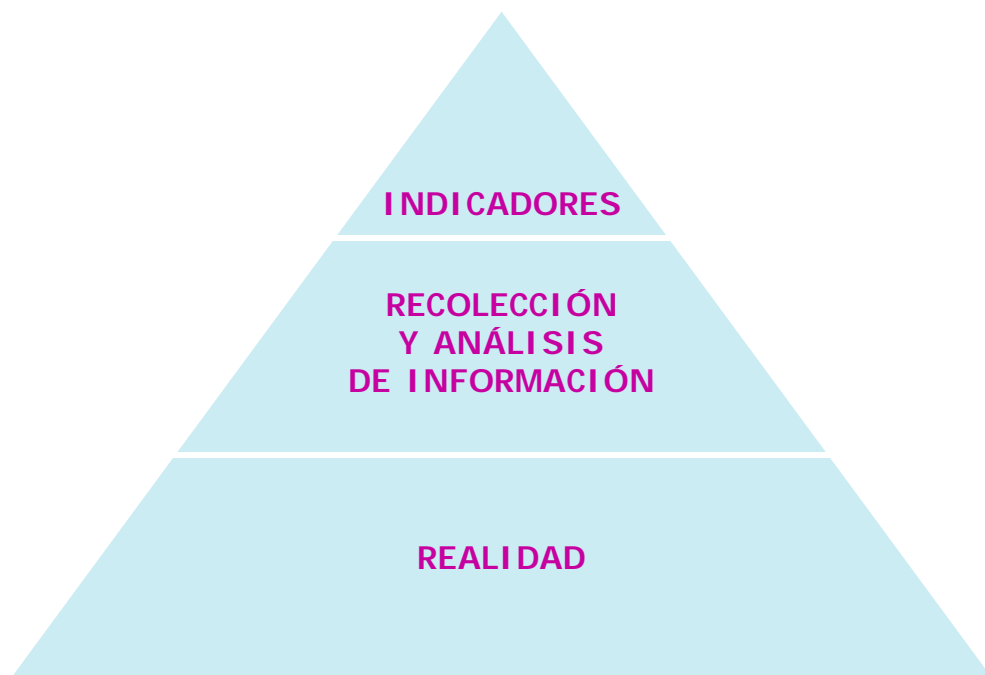 INDICADORES
RECOLECCIÓN
Y ANÁLISIS
DE INFORMACIÓN
REALIDAD